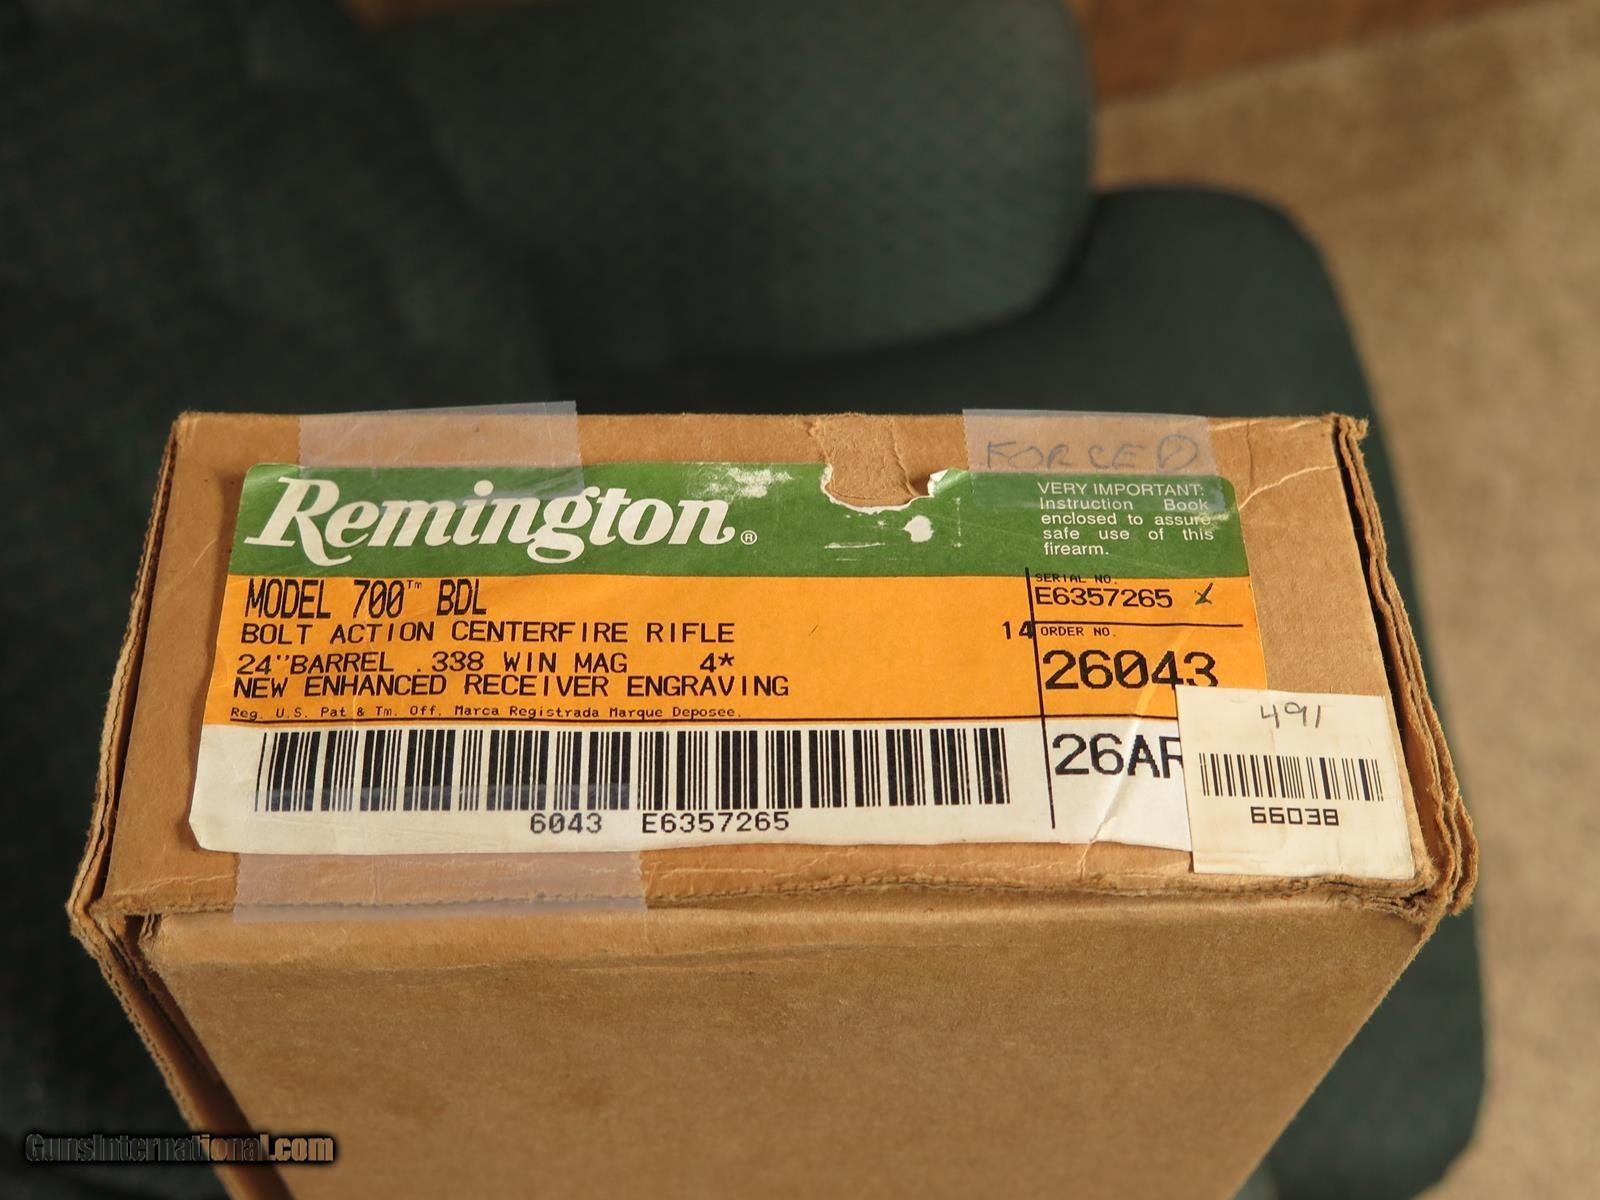 FORCED
Remington®
VERY IMPORTANT:
Instruction Book
enclosed to assure
safe use of this
firearm.
MODEL 700™ BDL
BOLT ACTION CENTERFIRE RIFLE
24"BARREL .338 WIN MAG 4*
NEW ENHANCED RECEIVER ENGRAVING
Reg. U.S. Pat & Tm. Off. Marca Registrada Marque Deposee.
14
SERIAL NO.
E6357265
ORDER NO.
26043
26AR
6043 E6357265
491
66038
GunsInternational.com